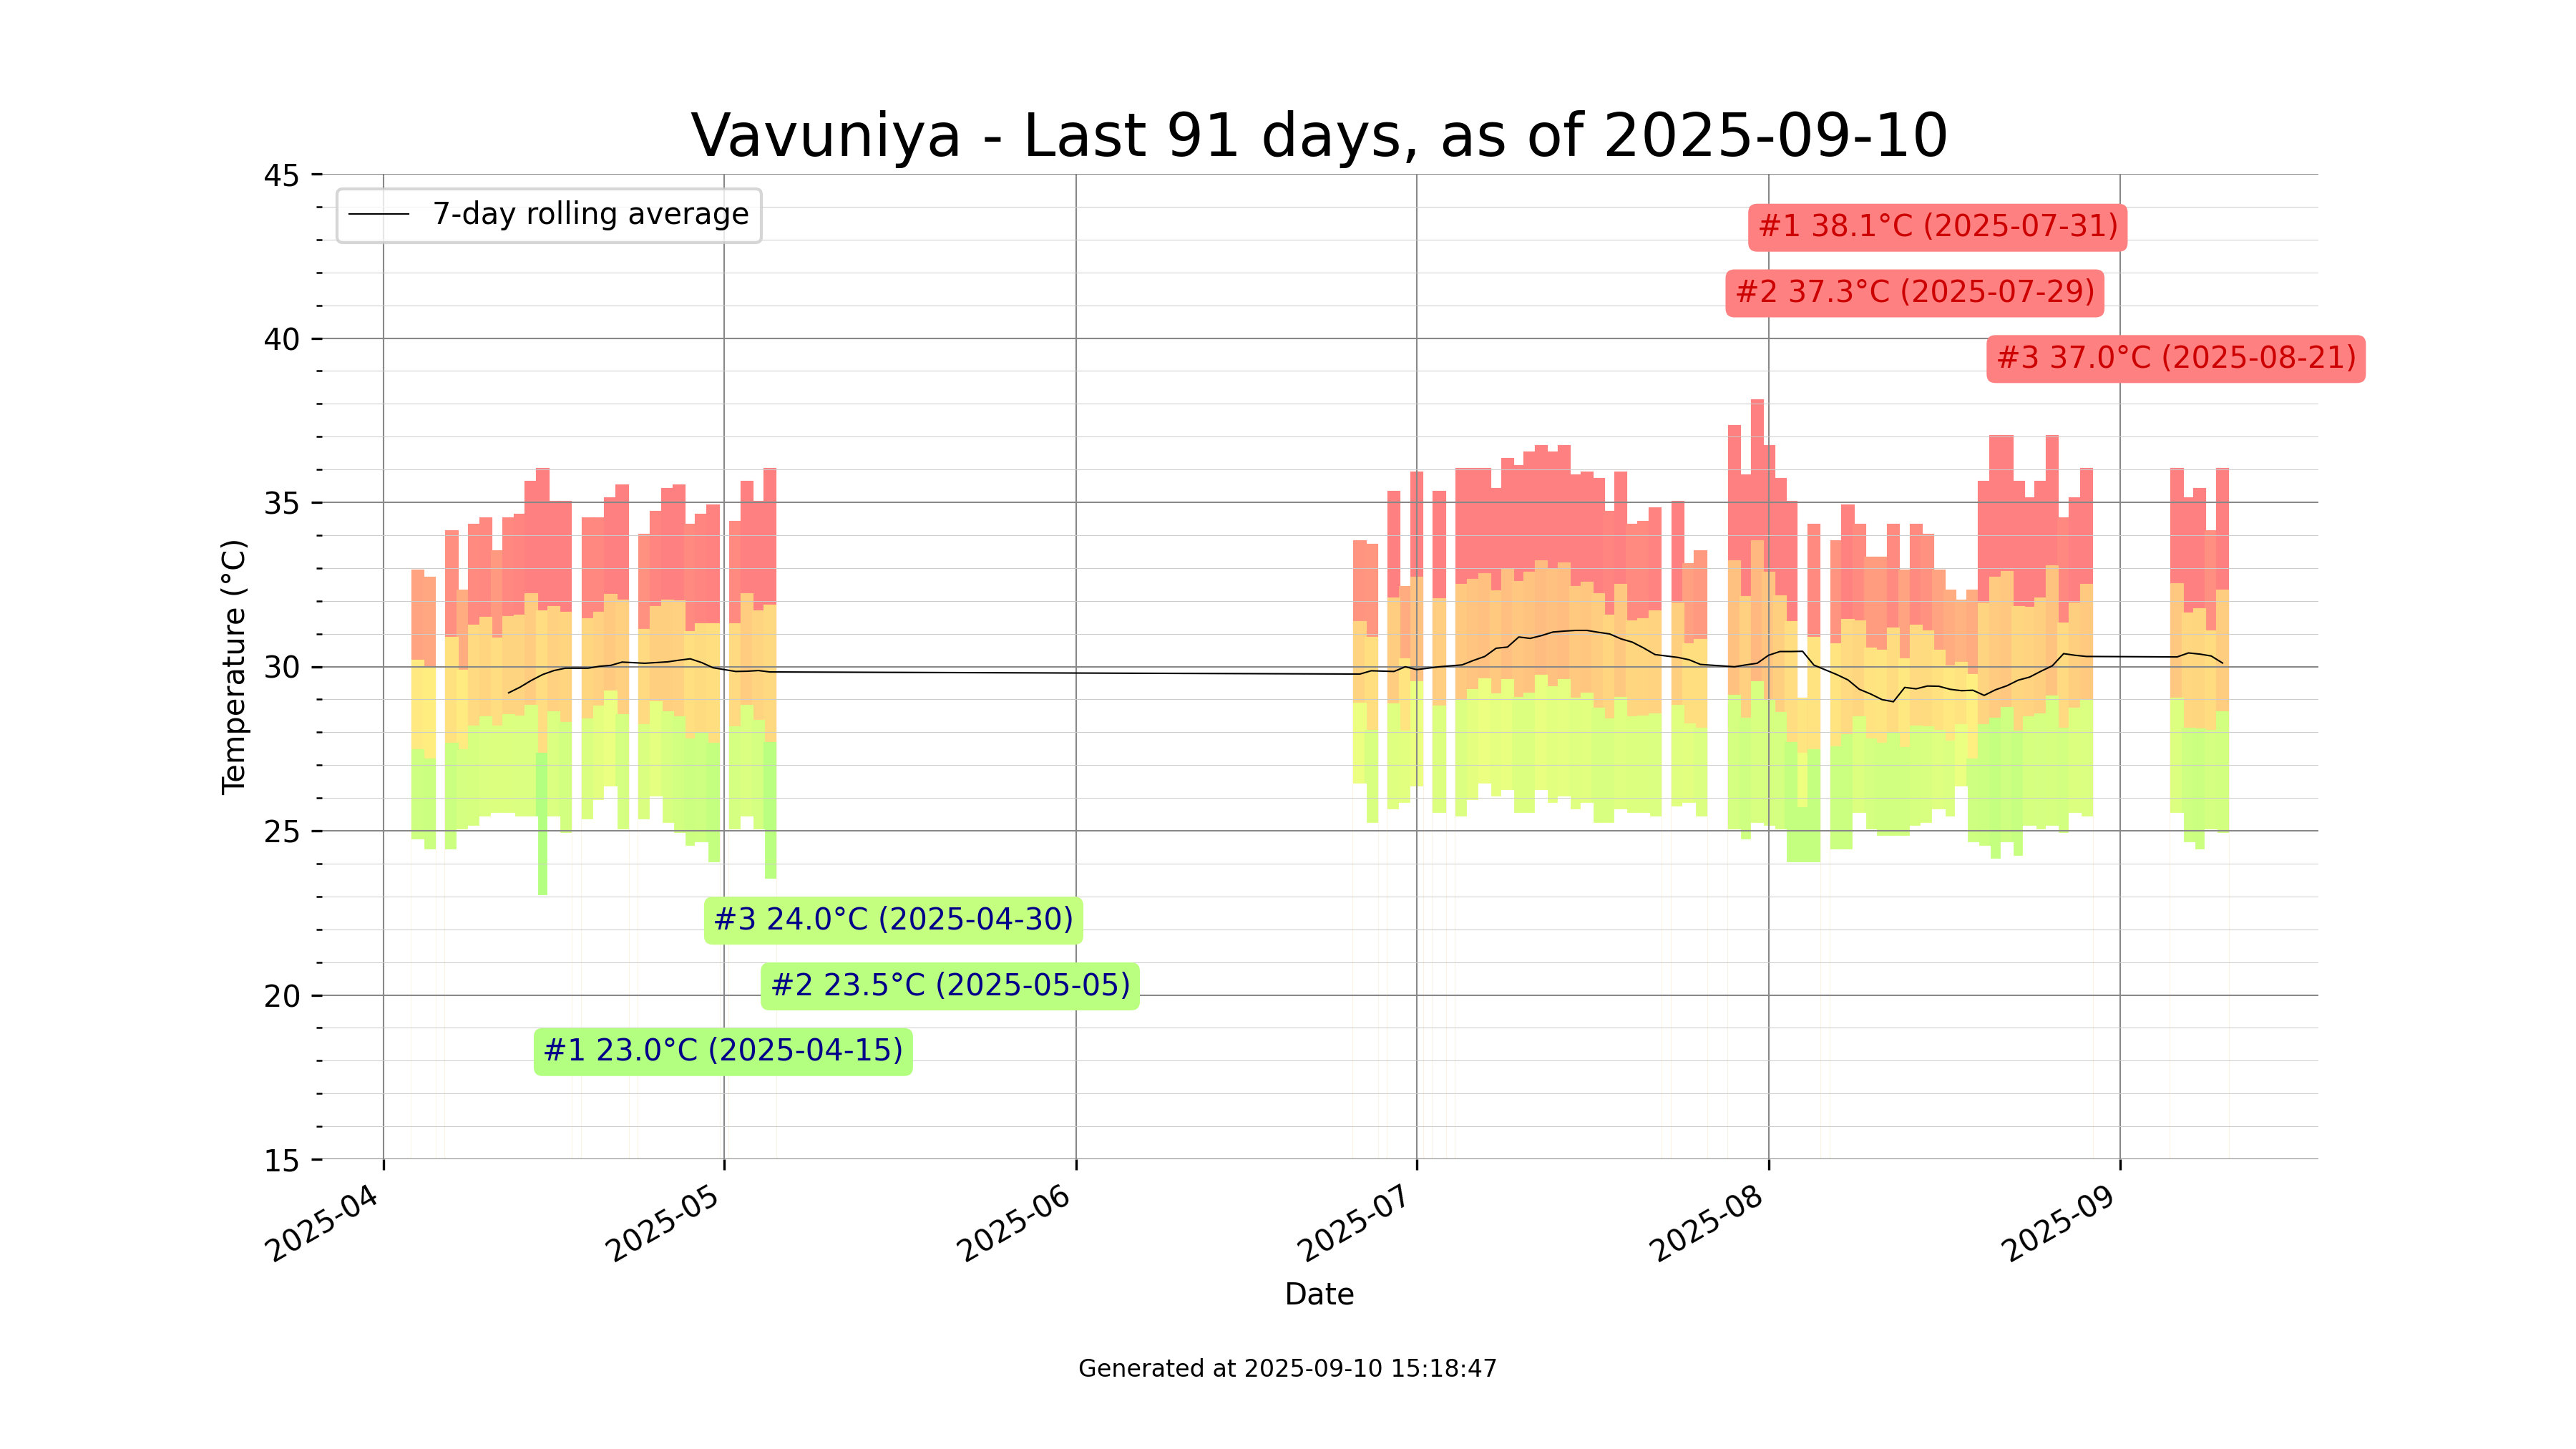 Vavuniya - Last 91 days, as of 2025-09-10
45
7-day rolling average
#1 38.1°C (2025-07-31)
#2 37.3°C (2025-07-29)
40
#3 37.0°C (2025-08-21)
35
Temperature (°C)
30
25
#3 24.0°C (2025-04-30)
#2 23.5°C (2025-05-05)
20
#1 23.0°C (2025-04-15)
15
2025-04
2025-05
2025-06
2025-07
2025-08
2025-09
Date
Generated at 2025-09-10 15:18:47